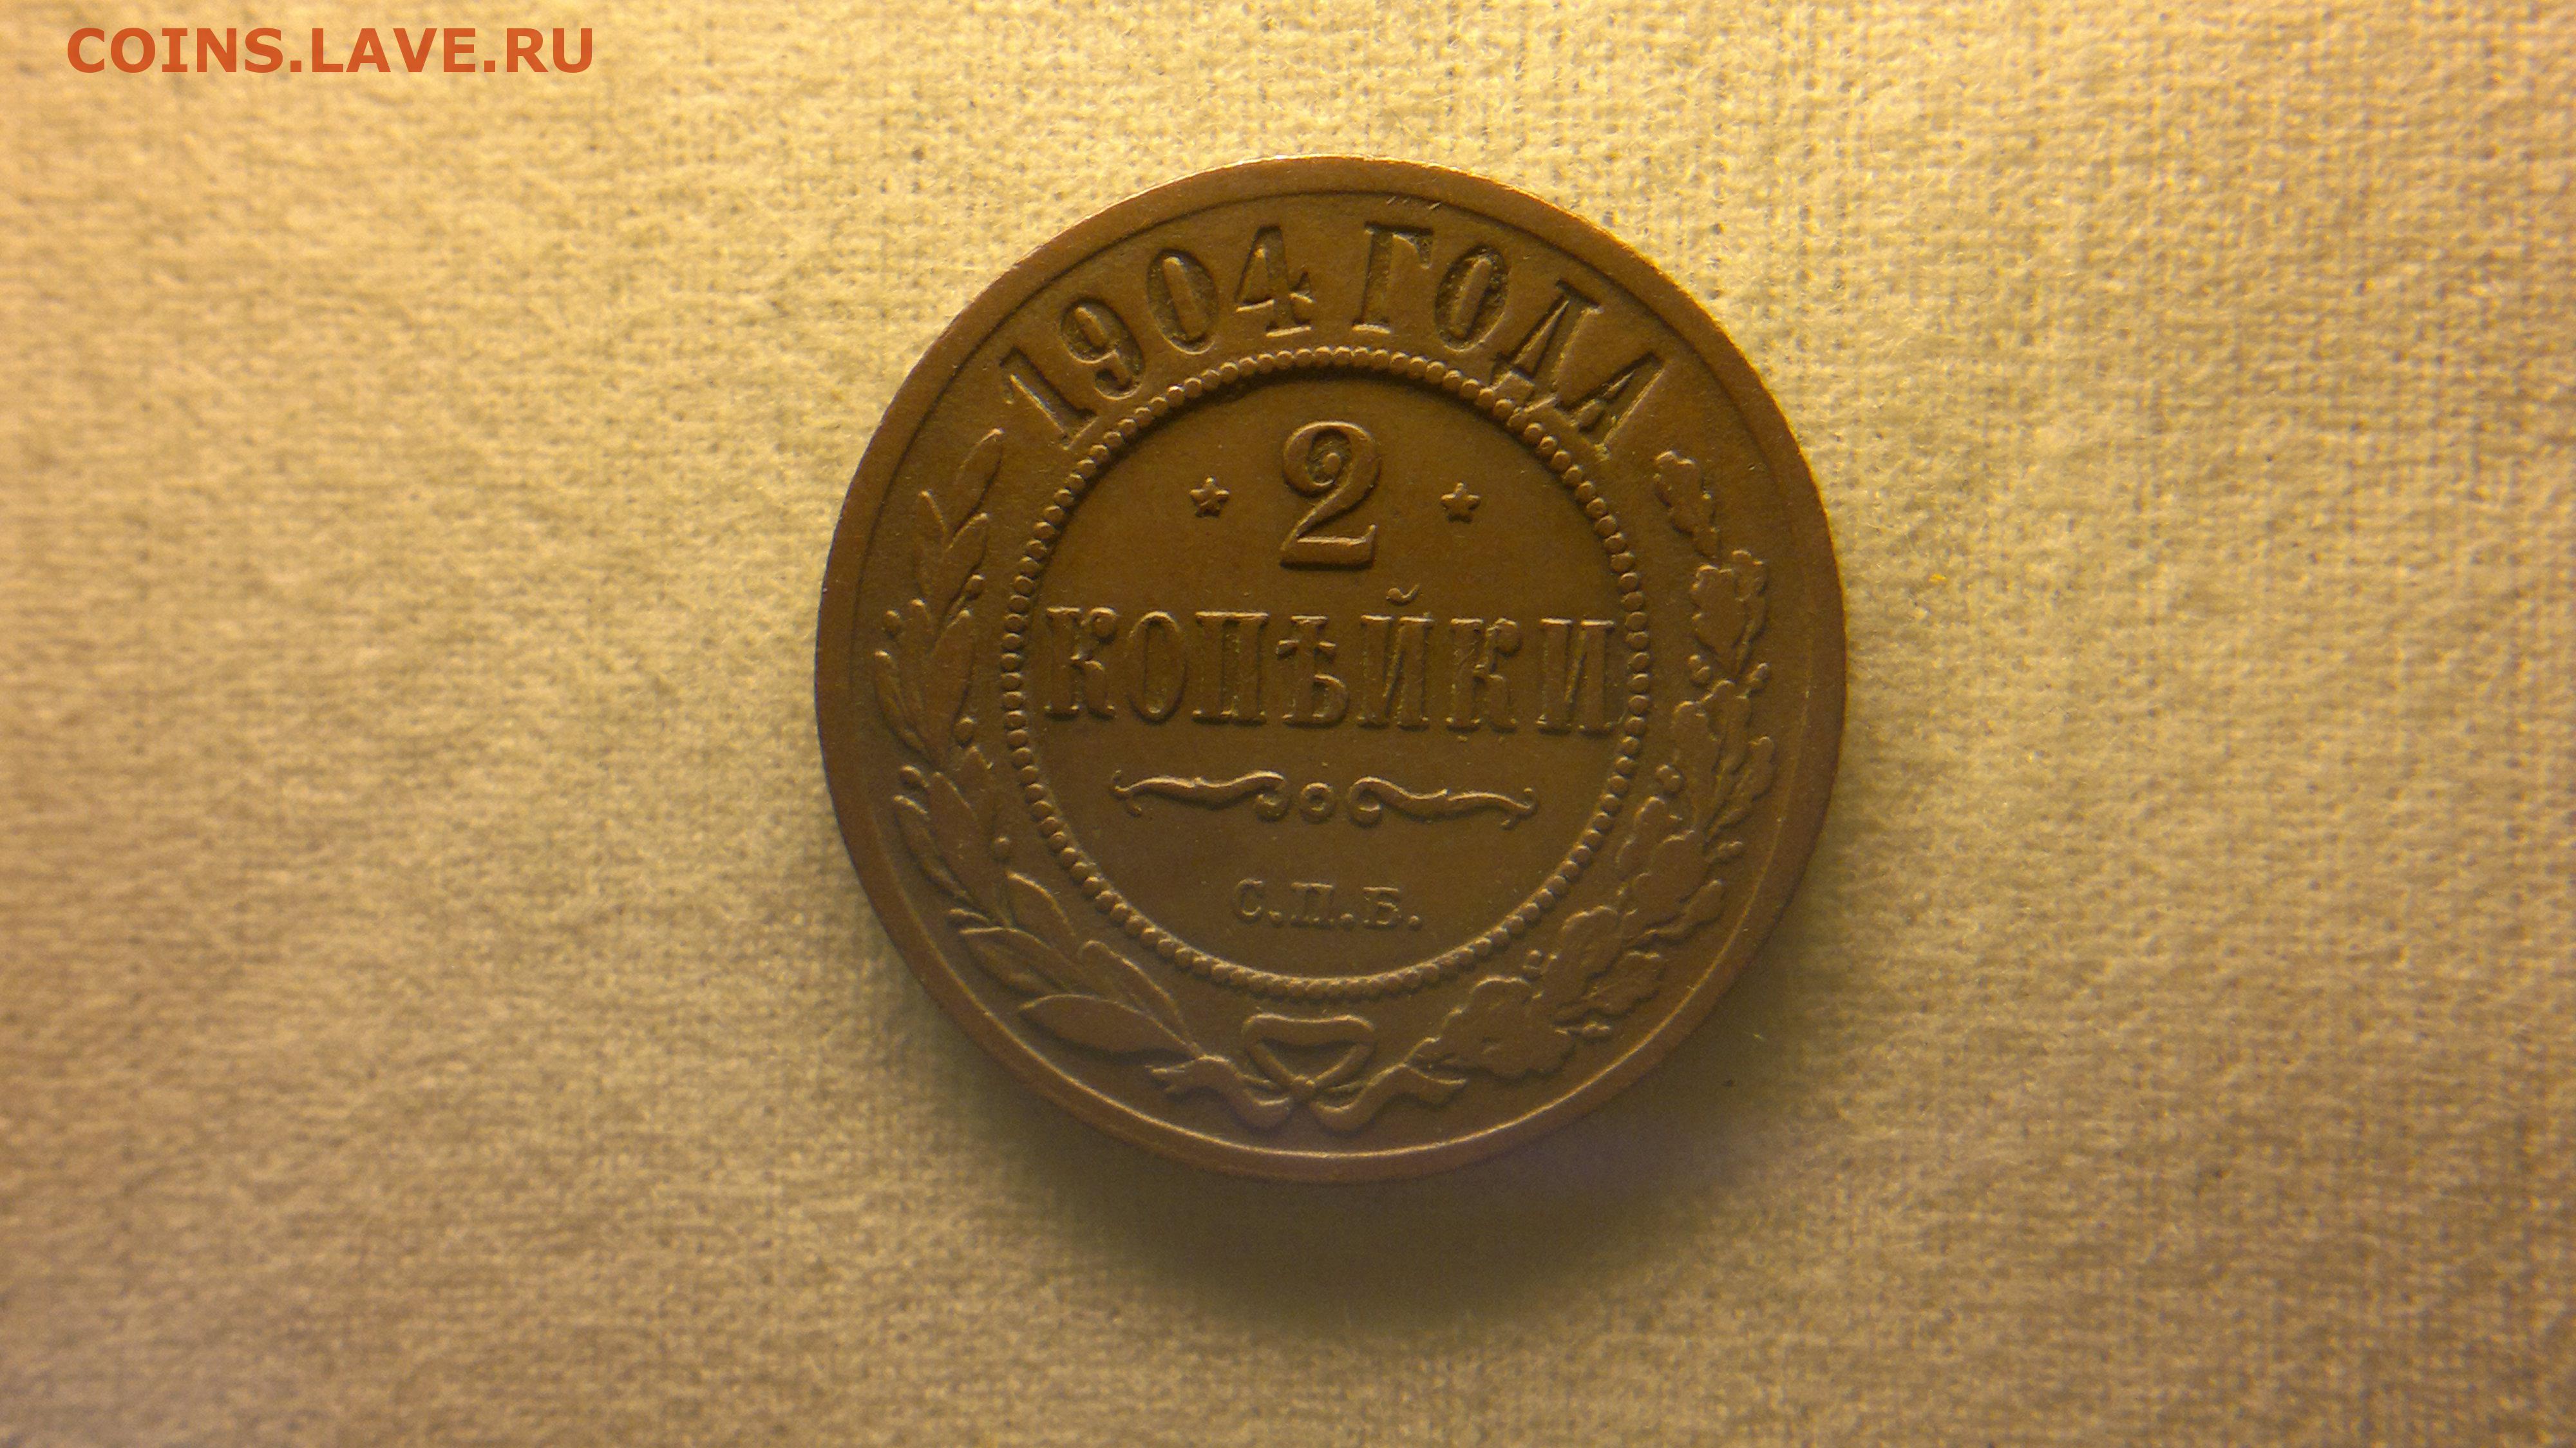 COINS.LAVE.RU
1904 ГОДА
2
КОПѢЙКИ
С.П.Б.